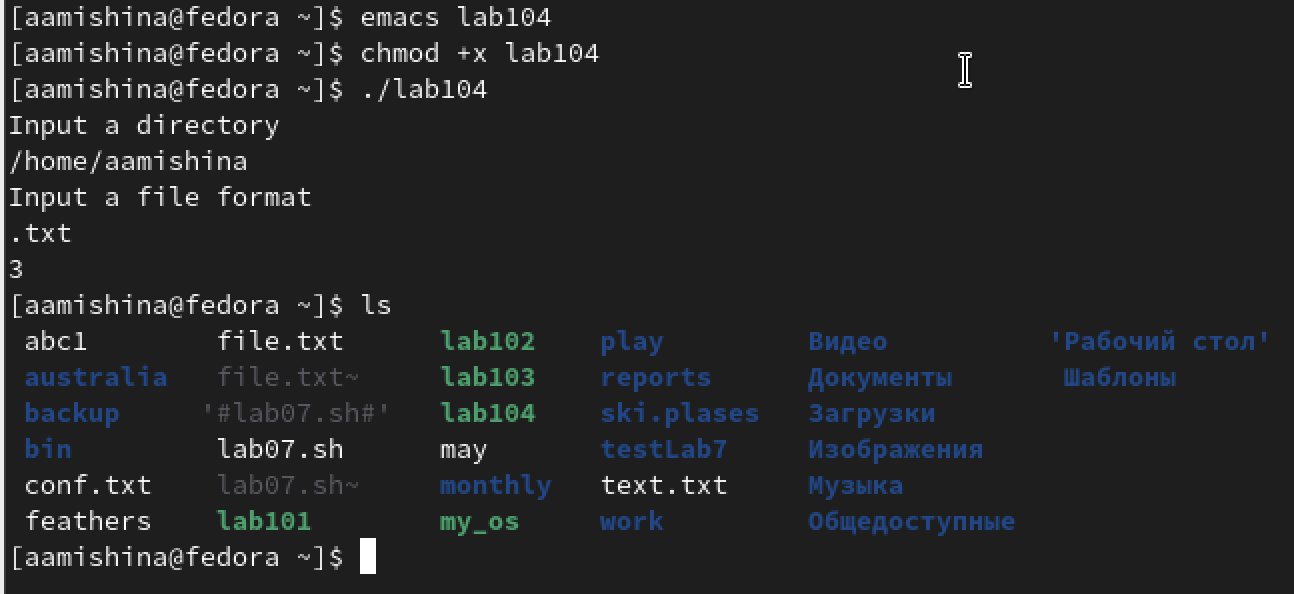 [aamishina@fedora ~]$ emacs lab104
[aamishina@fedora ~]$ chmod +x lab104
[aamishina@fedora ~]$ ./lab104
Input a directory
/home/aamishina
Input a file format
.txt
3
[aamishina@fedora ~]$ ls
abc1 file.txt lab102 play Видео 'Рабочий стол'
australia file.txt~ lab103 reports Документы Шаблоны
backup '#lab07.sh#' lab104 ski.plases Загрузки
bin lab07.sh may testLab7 Изображения
conf.txt lab07.sh~ monthly text.txt Музыка
feathers lab101 my_os work Общедоступные
[aamishina@fedora ~]$